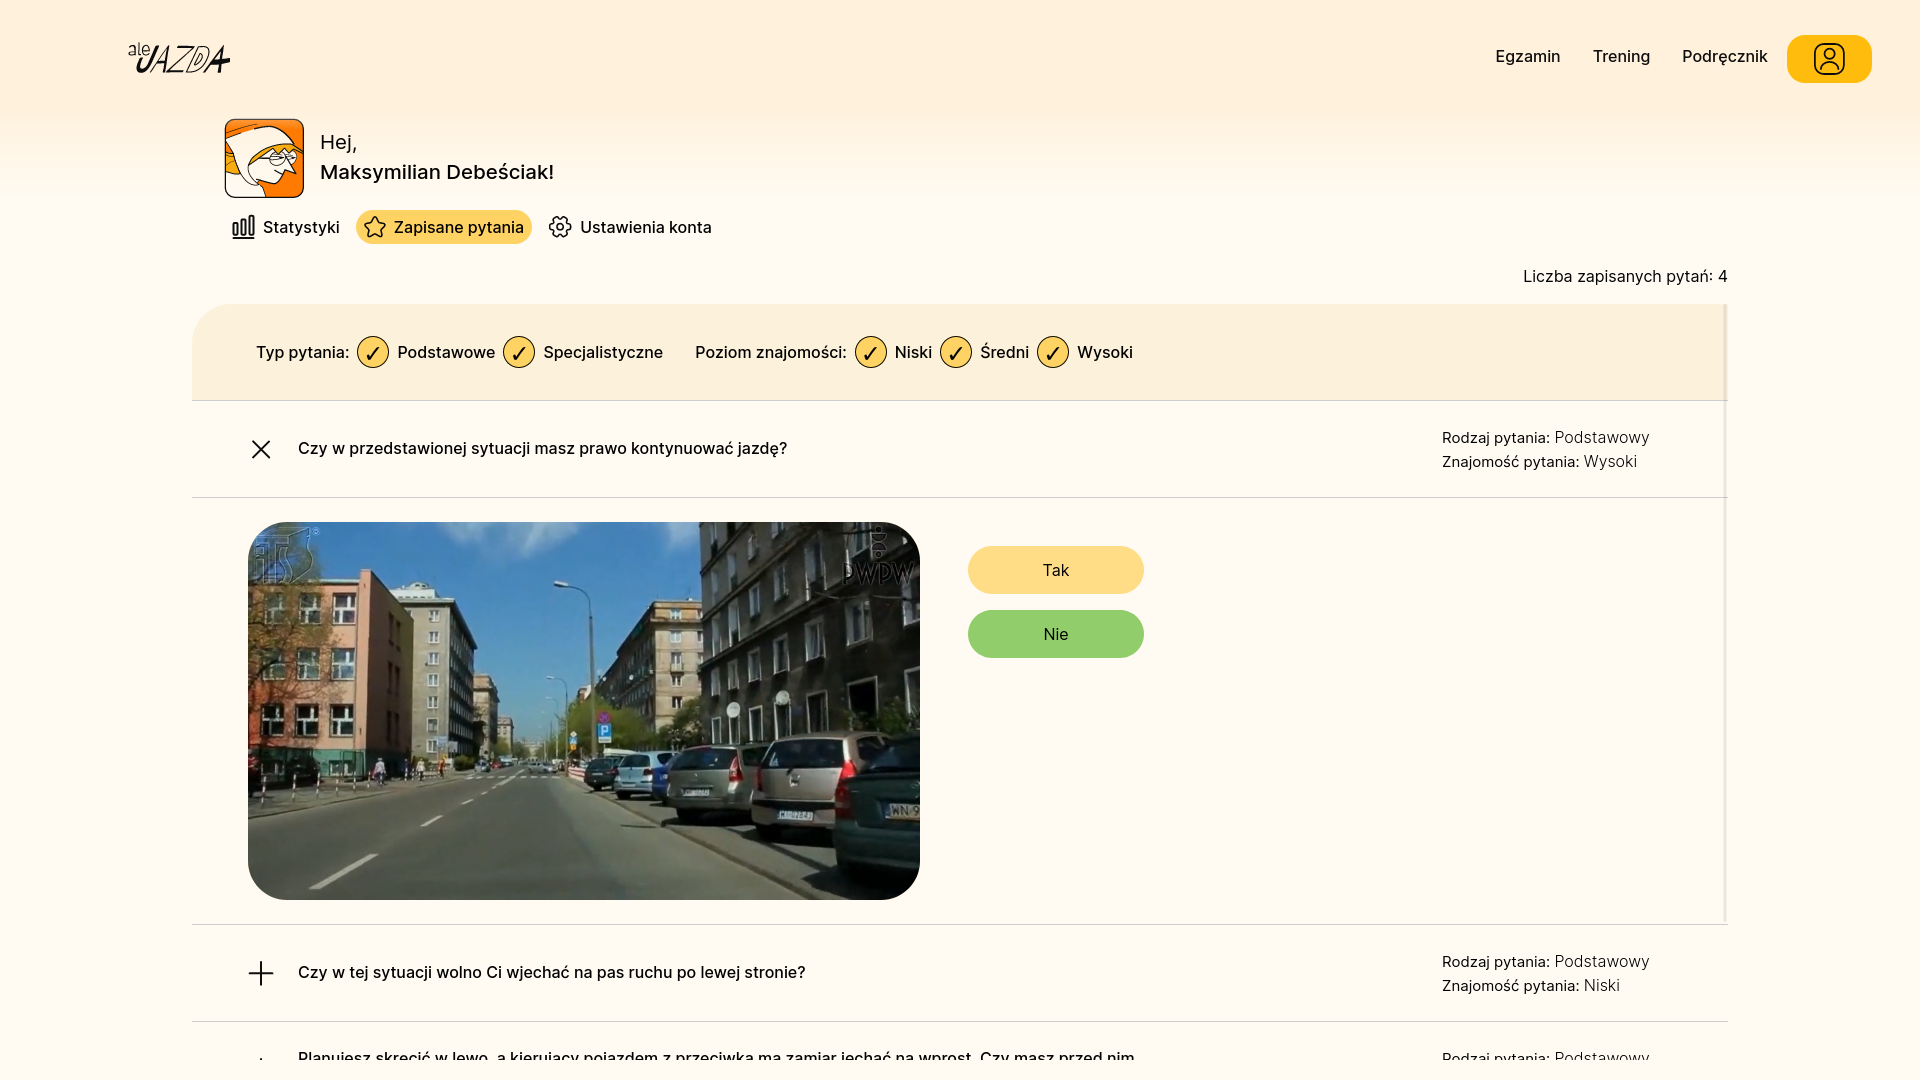 ale JAZDA
Egzamin
Trening
Podręcznik
Hej,
Maksymilian Debeściak!
Statystyki
Zapisane pytania
Ustawienia konta
Liczba zapisanych pytań: 4
Typ pytania: ✓ Podstawowe ✓ Specjalistyczne Poziom znajomości: ✓ Niski ✓ Średni ✓ Wysoki
Czy w przedstawionej sytuacji masz prawo kontynuować jazdę?
Rodzaj pytania: Podstawowy
Znajomość pytania: Wysoki
ITS
PWPW
P
Tak
Nie
Czy w tej sytuacji wolno Ci wjechać na pas ruchu po lewej stronie?
Rodzaj pytania: Podstawowy
Znajomość pytania: Niski
Planujesz skręcić w lewo, a kierujący pojazdem z przeciwka ma zamiar jechać na wprost. Czy masz przed nim
Rodzaj pytania: Podstawowy